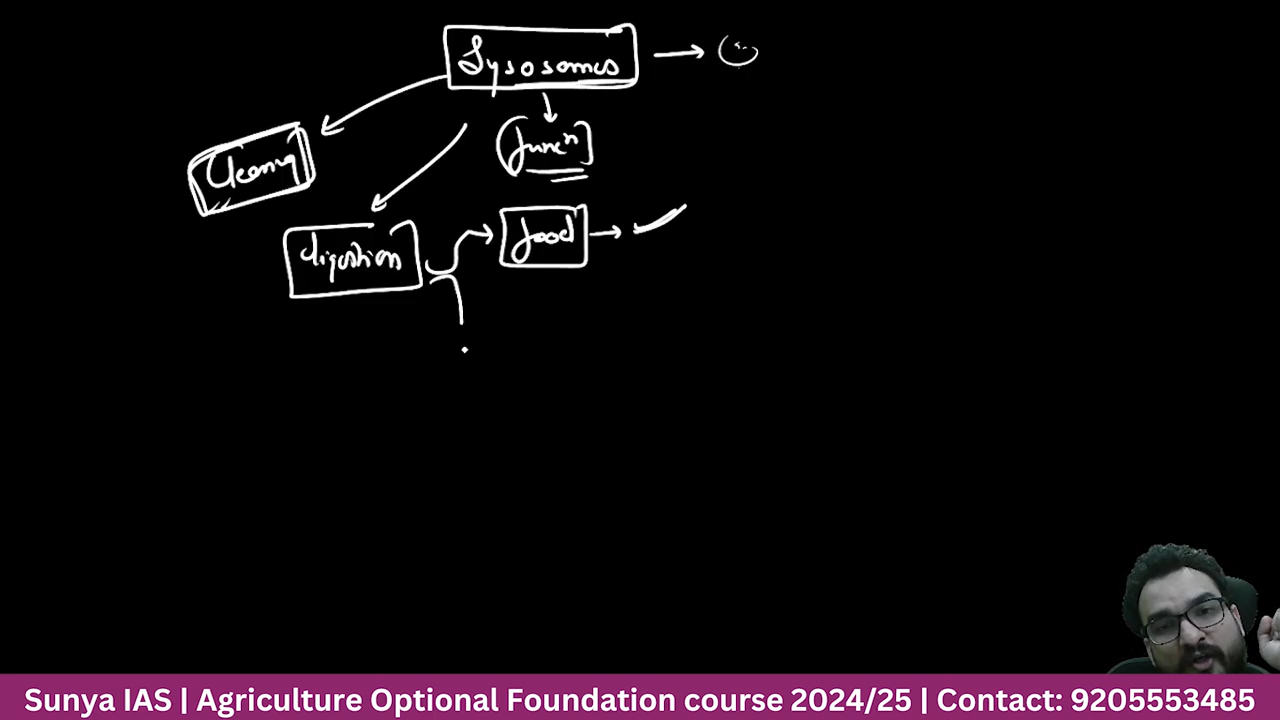 Lysosomes
Cleaning
funcⁿ
digestion
food
Sunya IAS | Agriculture Optional Foundation course 2024/25 | Contact: 9205553485